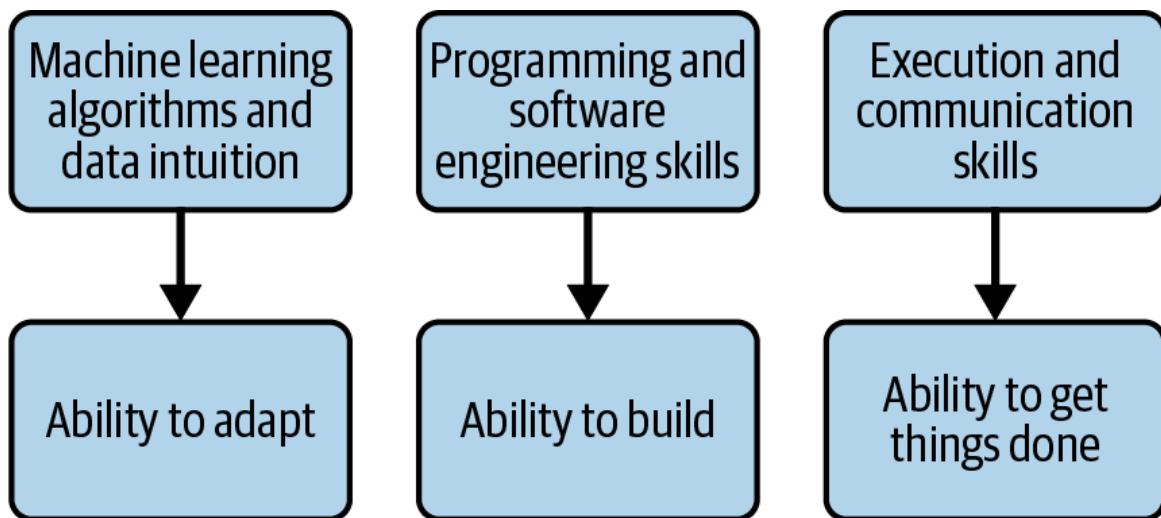 Machine learning
algorithms and
data intuition
Programming and
software
engineering skills
Execution and
communication
skills
Ability to adapt
Ability to build
Ability to get
things done